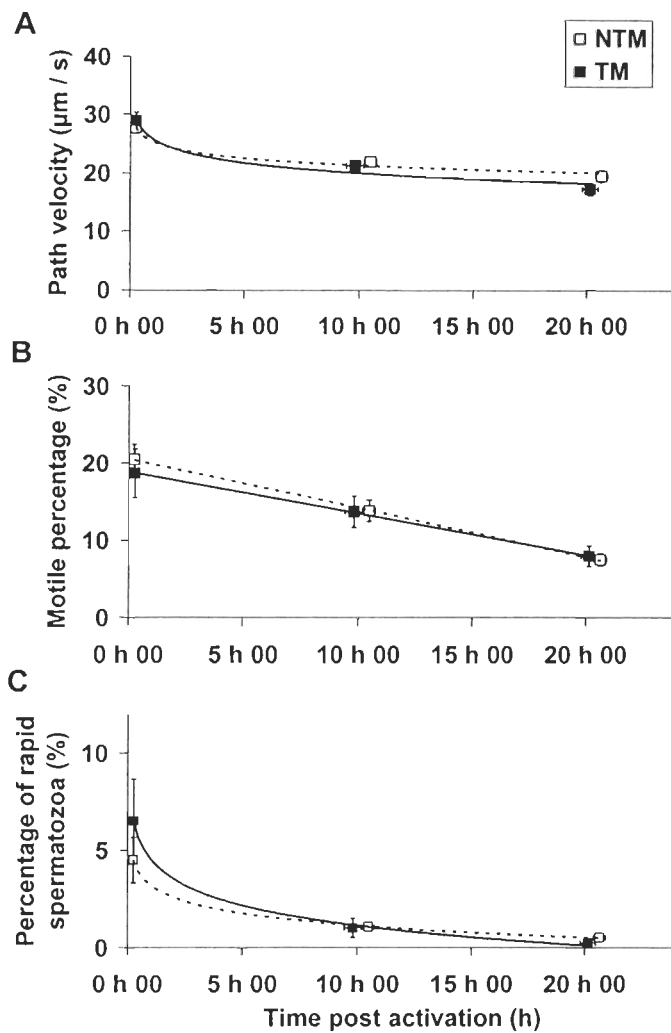 A
NTM
TM
Path velocity (µm / s)
40
30
20
10
0
0 h 00 5 h 00 10 h 00 15 h 00 20 h 00
B
Motile percentage (%)
30
20
10
0
0 h 00 5 h 00 10 h 00 15 h 00 20 h 00
C
Percentage of rapid
spermatozoa (%)
10
5
0
0 h 00 5 h 00 10 h 00 15 h 00 20 h 00
Time post activation (h)